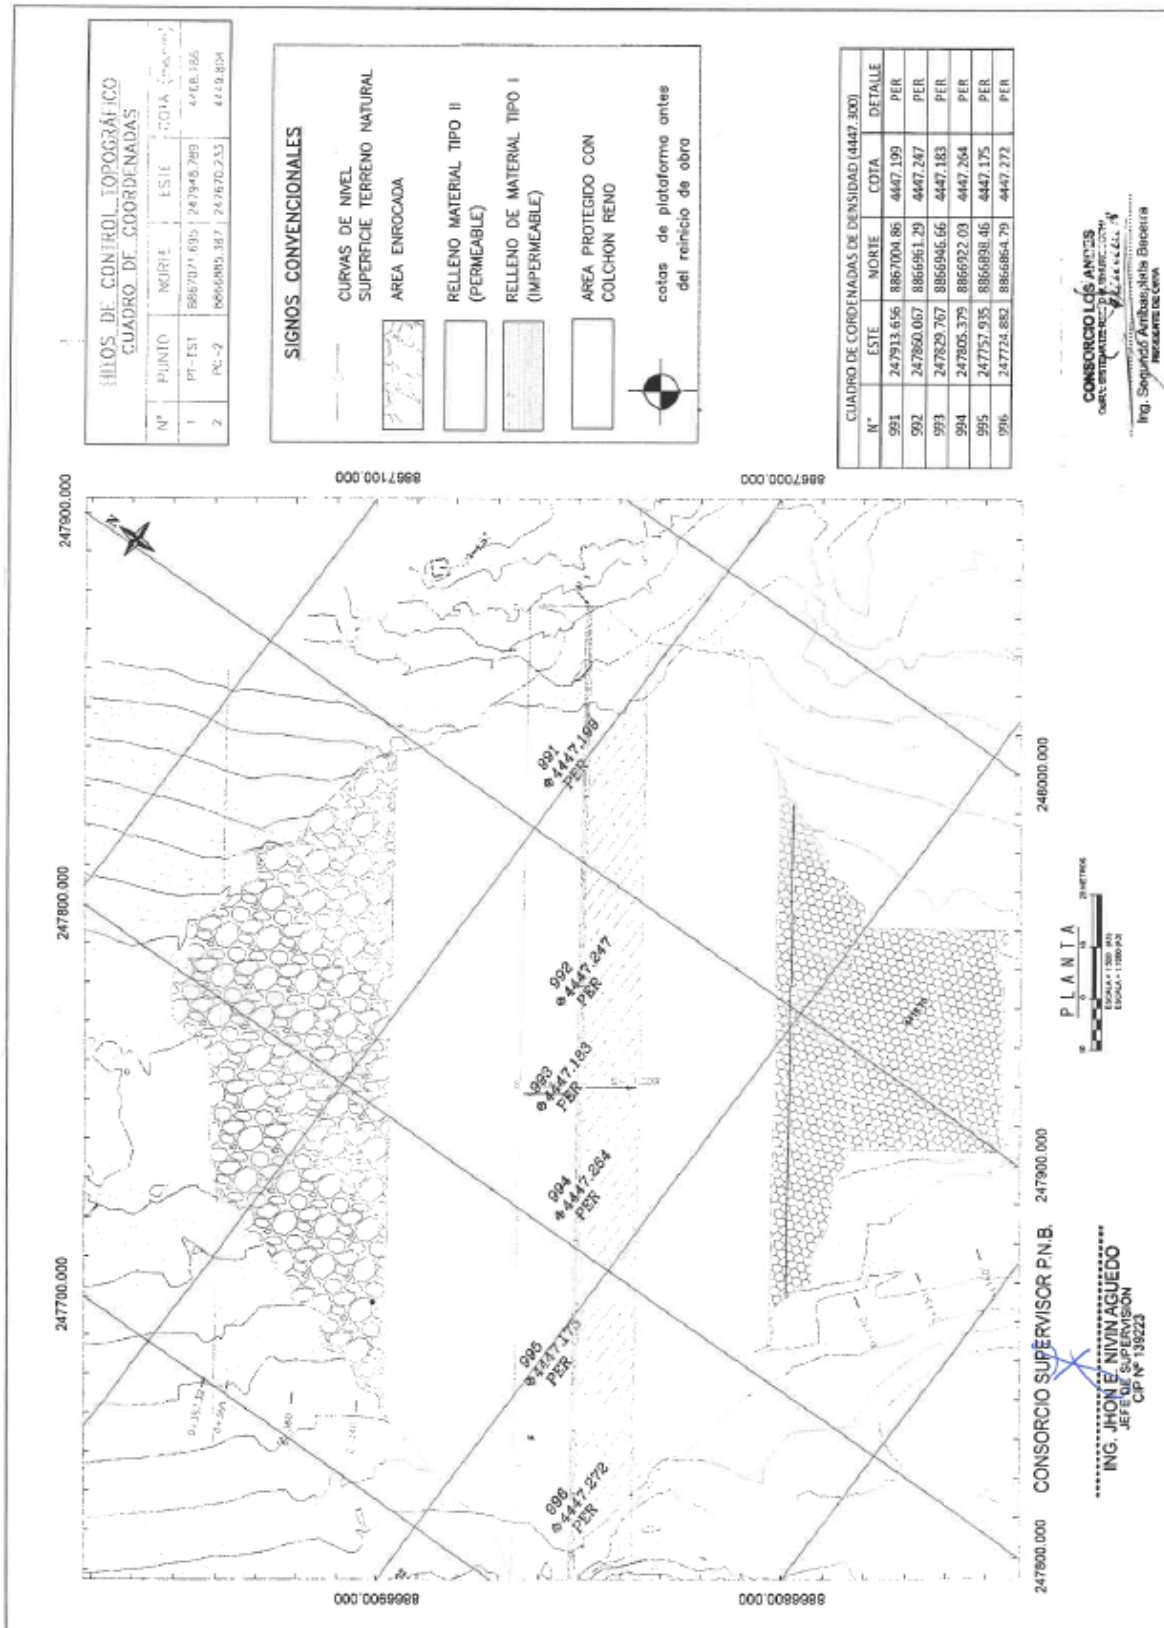 HITOS DE CONTROL TOPOGRÁFICO
CUADRO DE COORDENADAS
N° PUNTO NORTE ESTE COTA
1 PT-EST 8867071.695 247948.789
2 PC-2 8866885.387 247670.233 4449.804
SIGNOS CONVENCIONALES
CURVAS DE NIVEL
SUPERFICIE TERRENO NATURAL
AREA ENROCADA
RELLENO MATERIAL TIPO II
(PERMEABLE)
RELLENO DE MATERIAL TIPO I
(IMPERMEABLE)
AREA PROTEGIDO CON
COLCHON RENO
cotas de plataforma antes
del reinicio de obra
CUADRO DE CORDENADAS DE DENSIDAD (4447.300)
N° ESTE NORTE COTA DETALLE
991 247913.656 8867004.86 4447.199 PER
992 247860.067 8866961.29 4447.247 PER
993 247829.767 8866946.66 4447.183 PER
994 247805.379 8866922.03 4447.264 PER
995 247757.935 8866898.46 4447.175 PER
996 247724.882 8866864.79 4447.272 PER
CONSORCIO LOS ANDES
Ing. Segundo Arribasplata Becerra
RESIDENTE DE OBRA
247700.000
247800.000
247900.000
8867100.000
8867000.000
N
991
4447.199
PER
992
4447.247
PER
993
4447.183
PER
994
4447.264
PER
995
4447.175
PER
996
4447.272
PER
8866900.000
8866800.000
247800.000
247900.000
248000.000
PLANTA
20 METROS
CONSORCIO SUPERVISOR P.N.B.
ING. JHON E. NIVIN AGUEDO
JEFE DE SUPERVISIÓN
CIP N° 139223